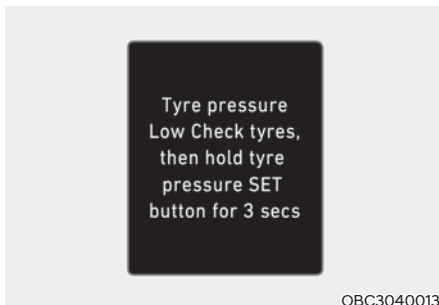 Tyre pressure
Low Check tyres,
then hold tyre
pressure SET
button for 3 secs
OBC3040013